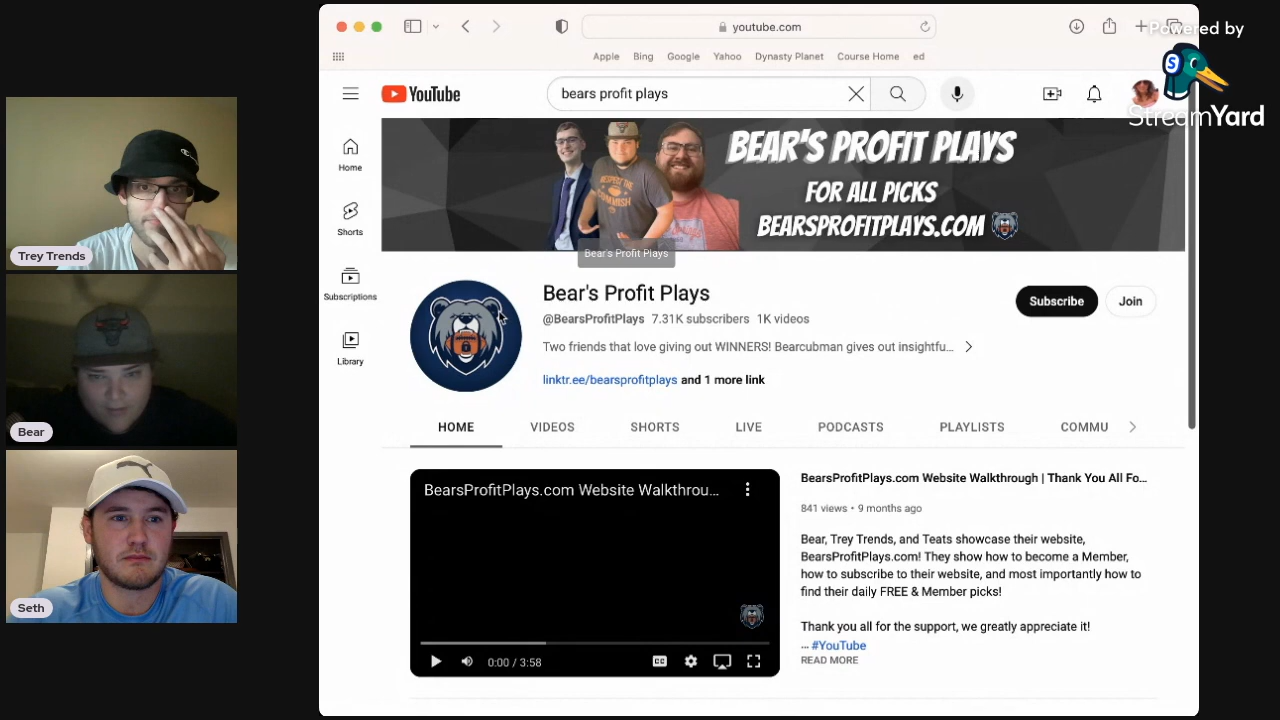 youtube.com
Powered by
Apple Bing Google Yahoo Dynasty Planet Course Home ed
StreamYard
YouTube
bears profit plays
Home
Shorts
Subscriptions
Library
BEAR'S PROFIT PLAYS
FOR ALL PICKS
BEARSPROFITPLAYS.COM
RESPECT THE
COMMISH
Bear's Profit Plays
Bear's Profit Plays
@BearsProfitPlays 7.31K subscribers 1K videos
Two friends that love giving out WINNERS! Bearcubman gives out insightfu...
linktr.ee/bearsprofitplays and 1 more link
Subscribe
Join
HOME VIDEOS SHORTS LIVE PODCASTS PLAYLISTS COMMU
BearsProfitPlays.com Website Walkthrou...
0:00 / 3:58
BearsProfitPlays.com Website Walkthrough | Thank You All Fo...
841 views • 9 months ago
Bear, Trey Trends, and Teats showcase their website,
BearsProfitPlays.com! They show how to become a Member,
how to subscribe to their website, and most importantly how to
find their daily FREE & Member picks!
Thank you all for the support, we greatly appreciate it!
... #YouTube
READ MORE
Trey Trends
Bear
Seth